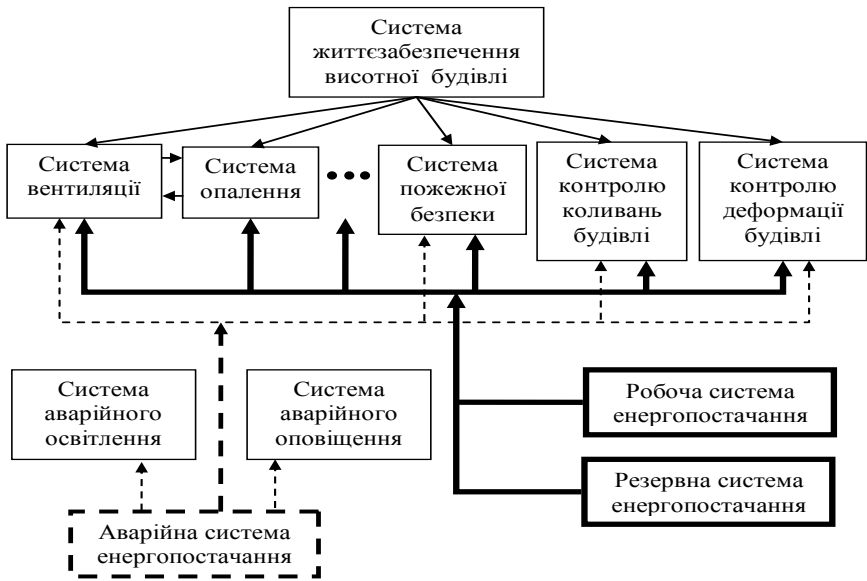 Система
життєзабезпечення
висотної будівлі
Система
вентиляції
Система
опалення
Система
пожежної
безпеки
Система
контролю
коливань
будівлі
Система
контролю
деформації
будівлі
Система
аварійного
освітлення
Система
аварійного
оповіщення
Робоча система
енергопостачання
Резервна система
енергопостачання
Аварійна система
енергопостачання